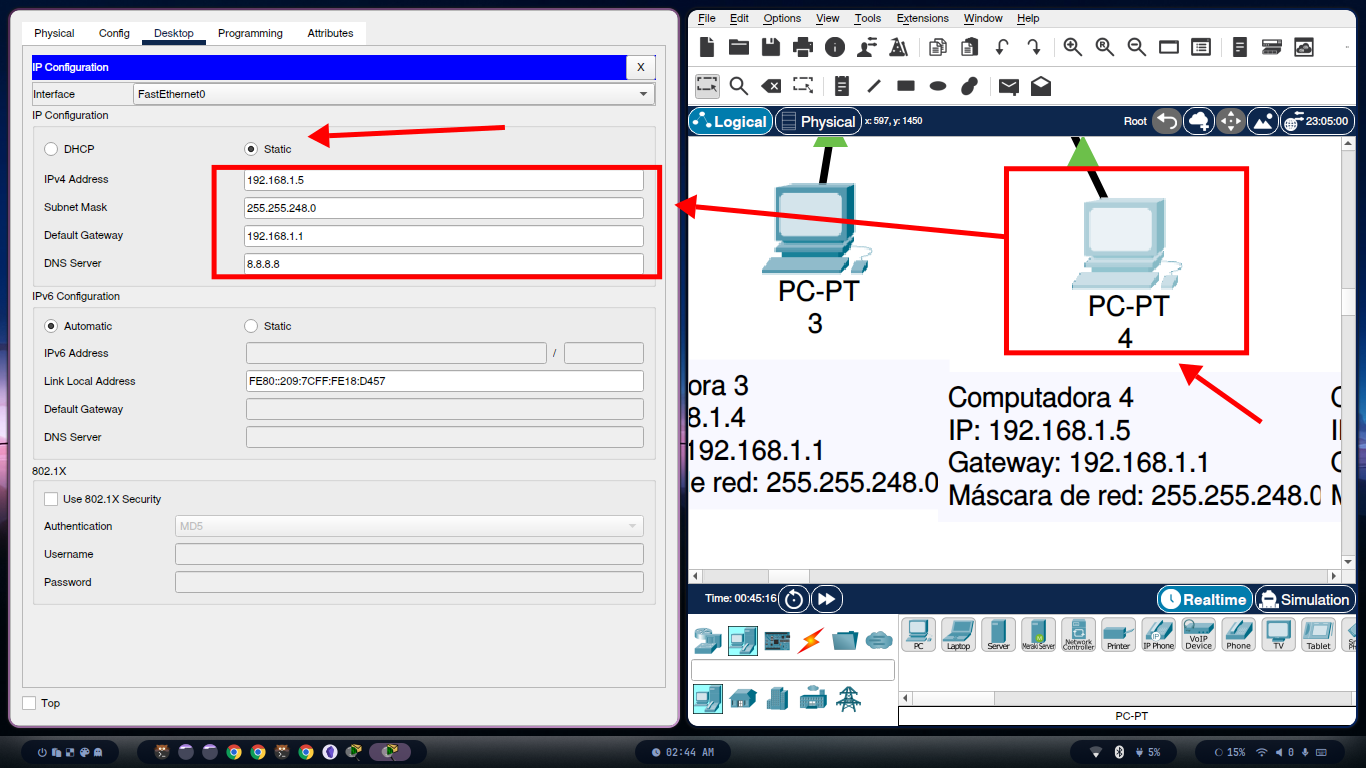 Physical Config Desktop Programming Attributes
IP Configuration
X
Interface FastEthernet0
IP Configuration
DHCP Static
IPv4 Address 192.168.1.5
Subnet Mask 255.255.248.0
Default Gateway 192.168.1.1
DNS Server 8.8.8.8
IPv6 Configuration
Automatic Static
IPv6 Address /
Link Local Address FE80::209:7CFF:FE18:D457
Default Gateway
DNS Server
802.1X
Use 802.1X Security
Authentication MD5
Username
Password
Top
File Edit Options View Tools Extensions Window Help
Logical Physical x: 597, y: 1450 Root 23:05:00
PC-PT
3
PC-PT
4
ora 3
8.1.4
192.168.1.1
e red: 255.255.248.0
Computadora 4
IP: 192.168.1.5
Gateway: 192.168.1.1
Máscara de red: 255.255.248.0
Time: 00:45:16 Realtime Simulation
PC Laptop Server Meraki Server Network Controller Printer IP Phone VoIP Device Phone TV Tablet
PC-PT
02:44 AM 5% 15% 0